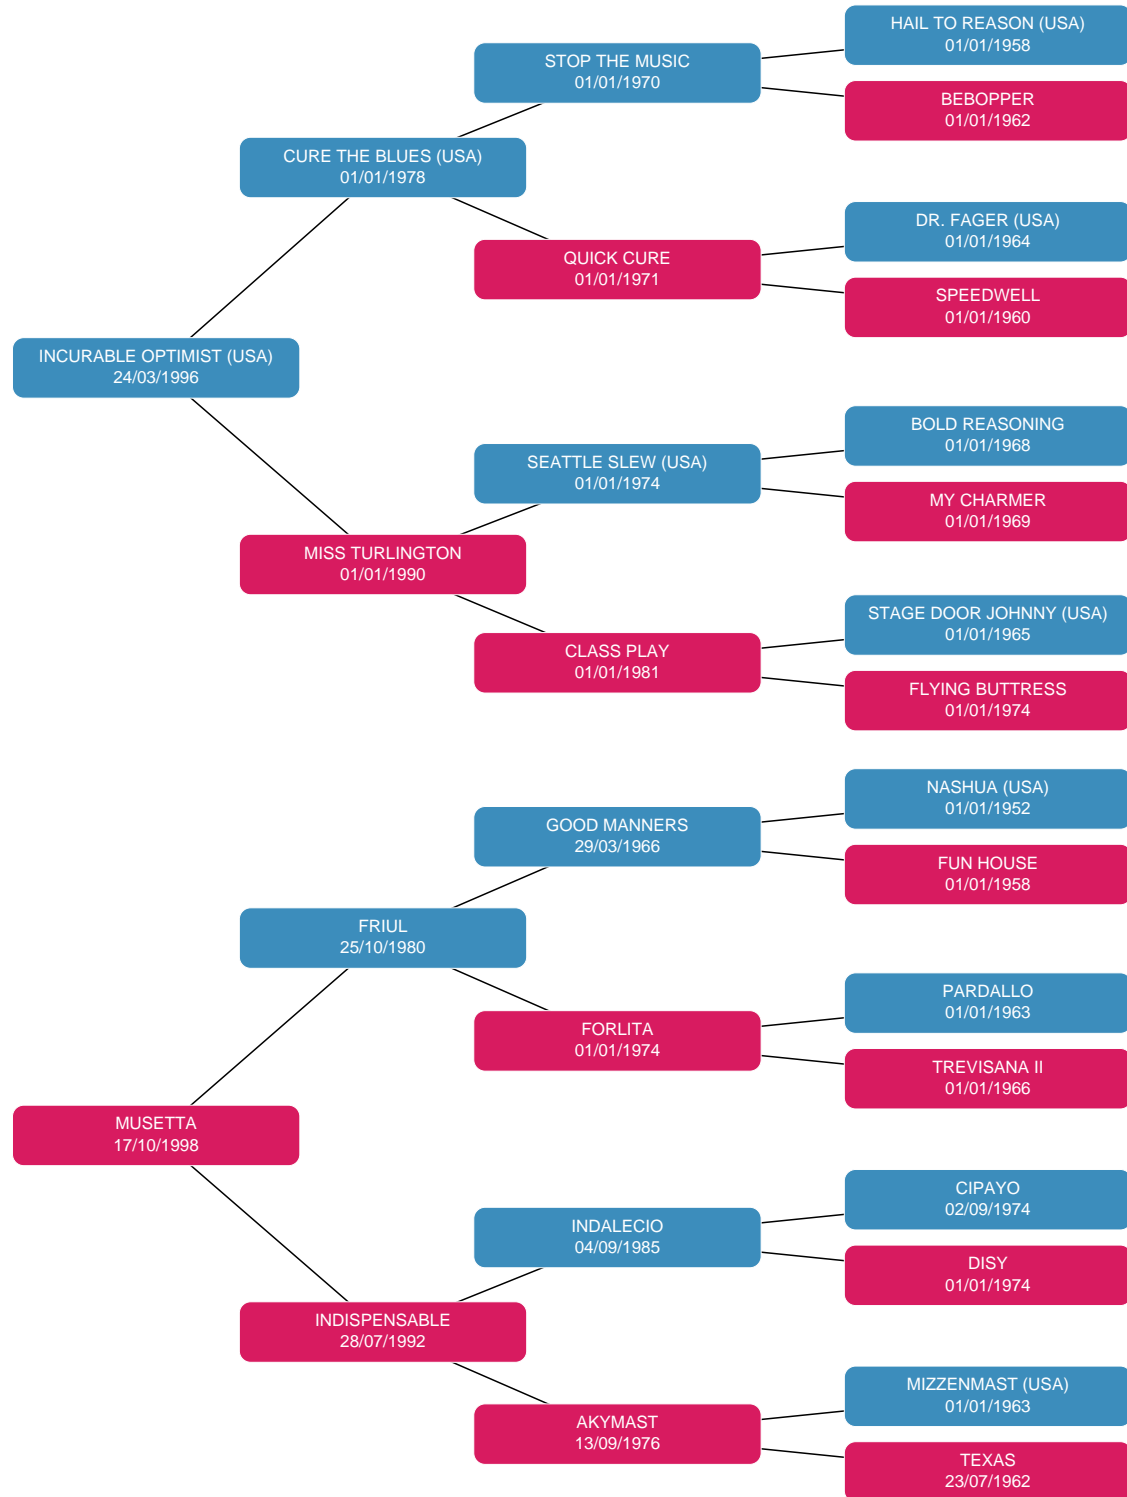 HAIL TO REASON (USA)
01/01/1958
STOP THE MUSIC
01/01/1970
BEBOPPER
01/01/1962
CURE THE BLUES (USA)
01/01/1978
DR. FAGER (USA)
01/01/1964
QUICK CURE
01/01/1971
SPEEDWELL
01/01/1960
INCURABLE OPTIMIST (USA)
24/03/1996
BOLD REASONING
01/01/1968
SEATTLE SLEW (USA)
01/01/1974
MY CHARMER
01/01/1969
MISS TURLINGTON
01/01/1990
STAGE DOOR JOHNNY (USA)
01/01/1965
CLASS PLAY
01/01/1981
FLYING BUTTRESS
01/01/1974
NASHUA (USA)
01/01/1952
GOOD MANNERS
29/03/1966
FUN HOUSE
01/01/1958
FRIUL
25/10/1980
PARDALLO
01/01/1963
FORLITA
01/01/1974
TREVISANA II
01/01/1966
MUSETTA
17/10/1998
CIPAYO
02/09/1974
INDALECIO
04/09/1985
DISY
01/01/1974
INDISPENSABLE
28/07/1992
MIZZENMAST (USA)
01/01/1963
AKYMAST
13/09/1976
TEXAS
23/07/1962